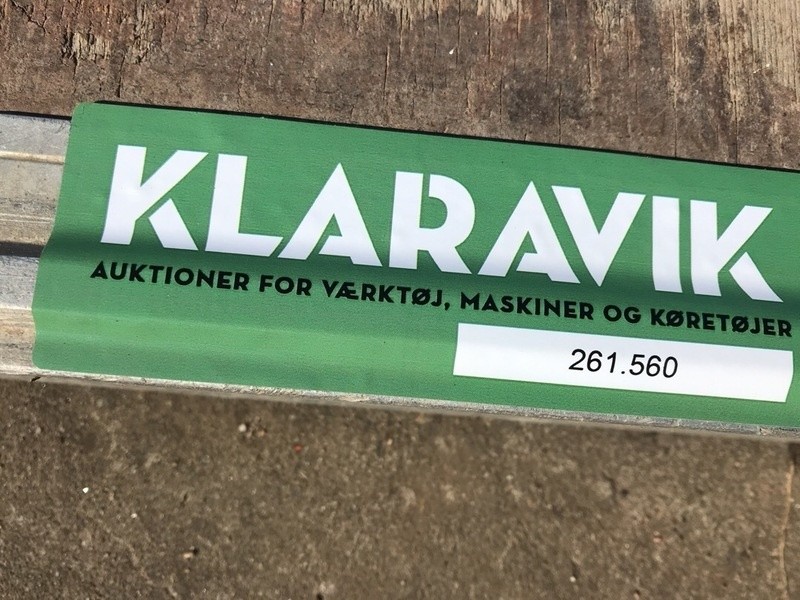 KLARAVIK
AUKTIONER FOR VÆRKTØJ, MASKINER OG KØRETØJER
261.560